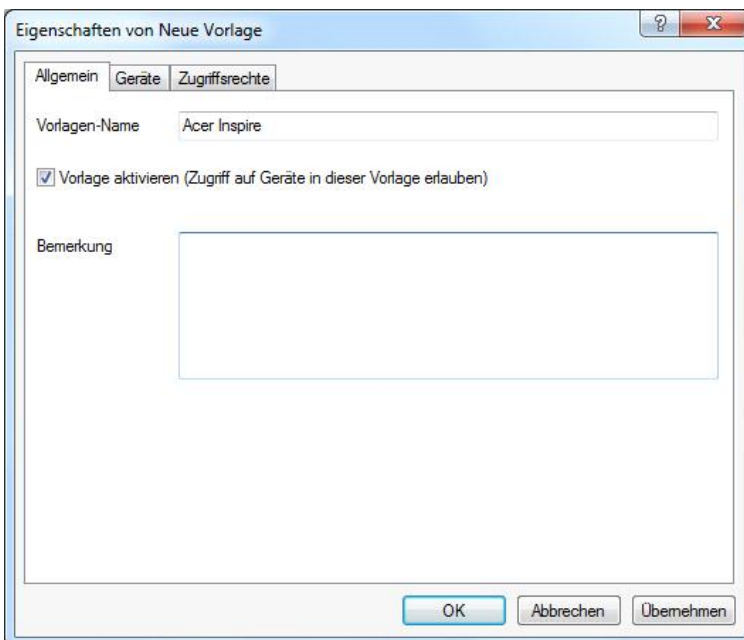 Eigenschaften von Neue Vorlage
Allgemein Geräte Zugriffsrechte
Vorlagen-Name Acer Inspire
Vorlage aktivieren (Zugriff auf Geräte in dieser Vorlage erlauben)
Bemerkung
OK Abbrechen Übernehmen